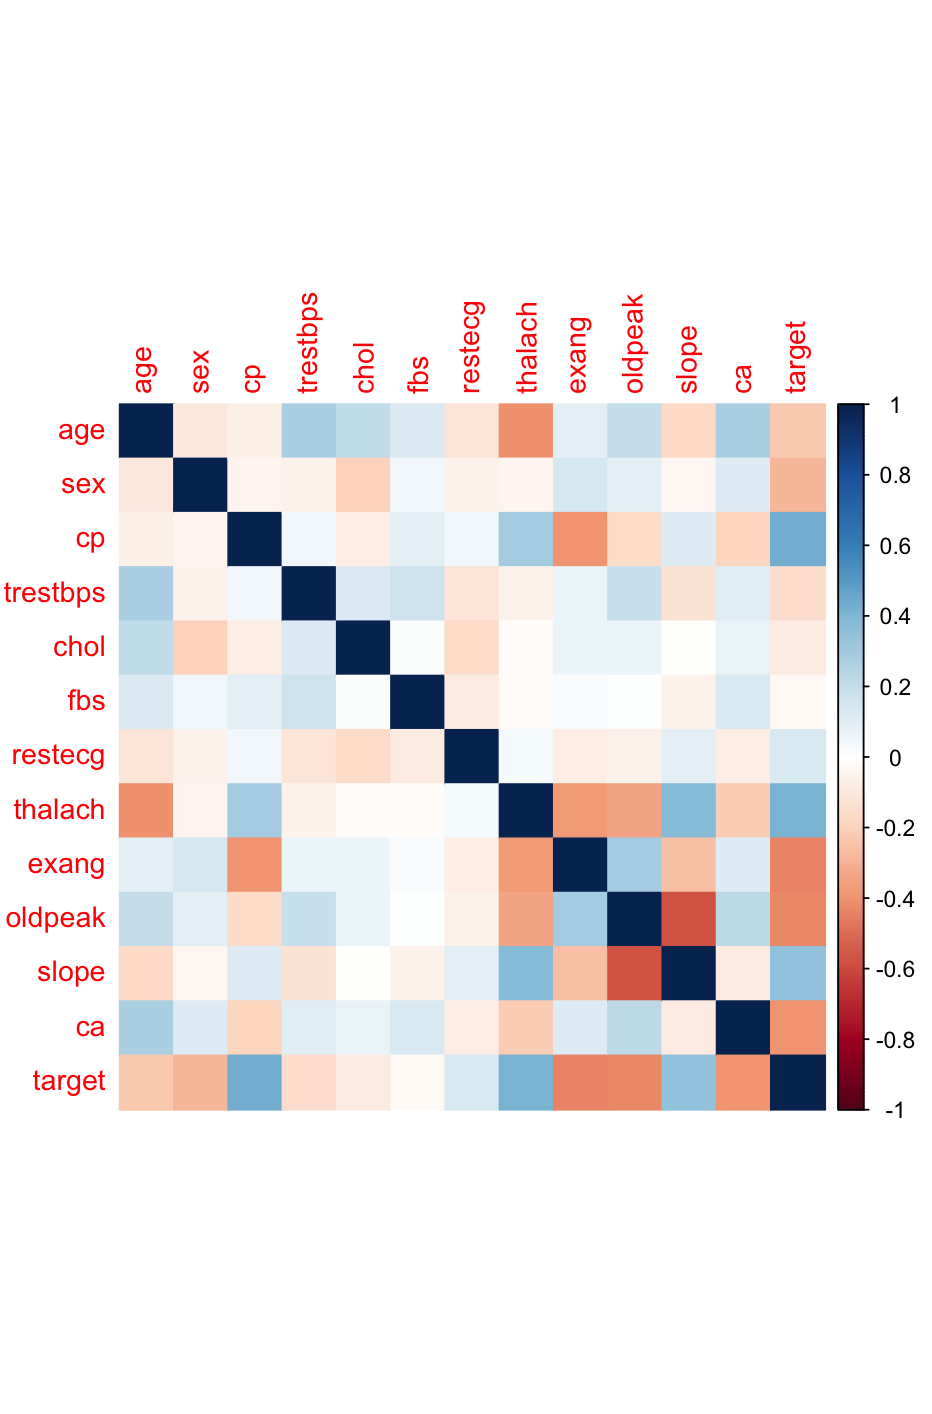 age
sex
cp
trestbps
chol
fbs
restecg
thalach
exang
oldpeak
slope
ca
target
age
sex
cp
trestbps
chol
fbs
restecg
thalach
exang
oldpeak
slope
ca
target
1
0.8
0.6
0.4
0.2
0
-0.2
-0.4
-0.6
-0.8
-1